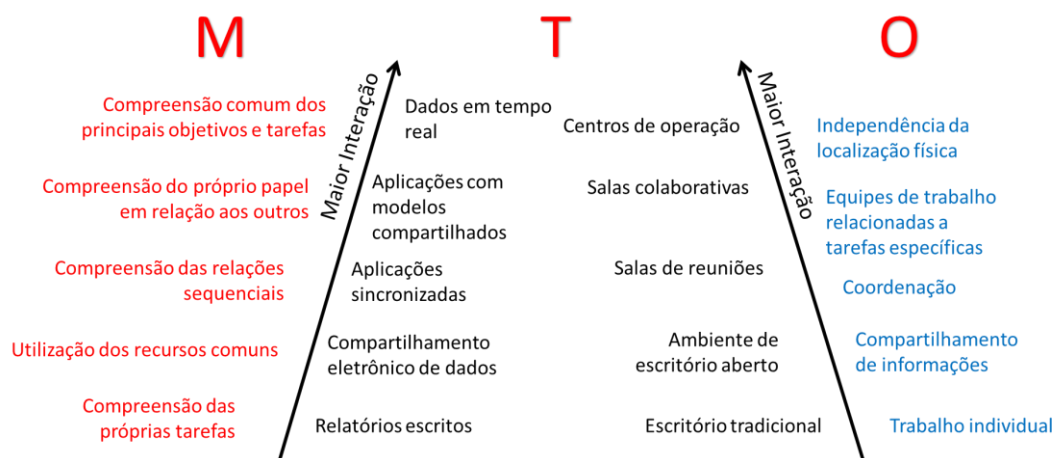 M
T
O
Compreensão comum dos
principais objetivos e tarefas
Compreensão do próprio papel
em relação aos outros
Compreensão das relações
sequenciais
Utilização dos recursos comuns
Compreensão das
próprias tarefas
Maior Interação
Dados em tempo
real
Aplicações com
modelos
compartilhados
Aplicações
sincronizadas
Compartilhamento
eletrônico de dados
Relatórios escritos
Centros de operação
Salas colaborativas
Salas de reuniões
Ambiente de
escritório aberto
Escritório tradicional
Maior Interação
Independência da
localização física
Equipes de trabalho
relacionadas a
tarefas específicas
Coordenação
Compartilhamento
de informações
Trabalho individual